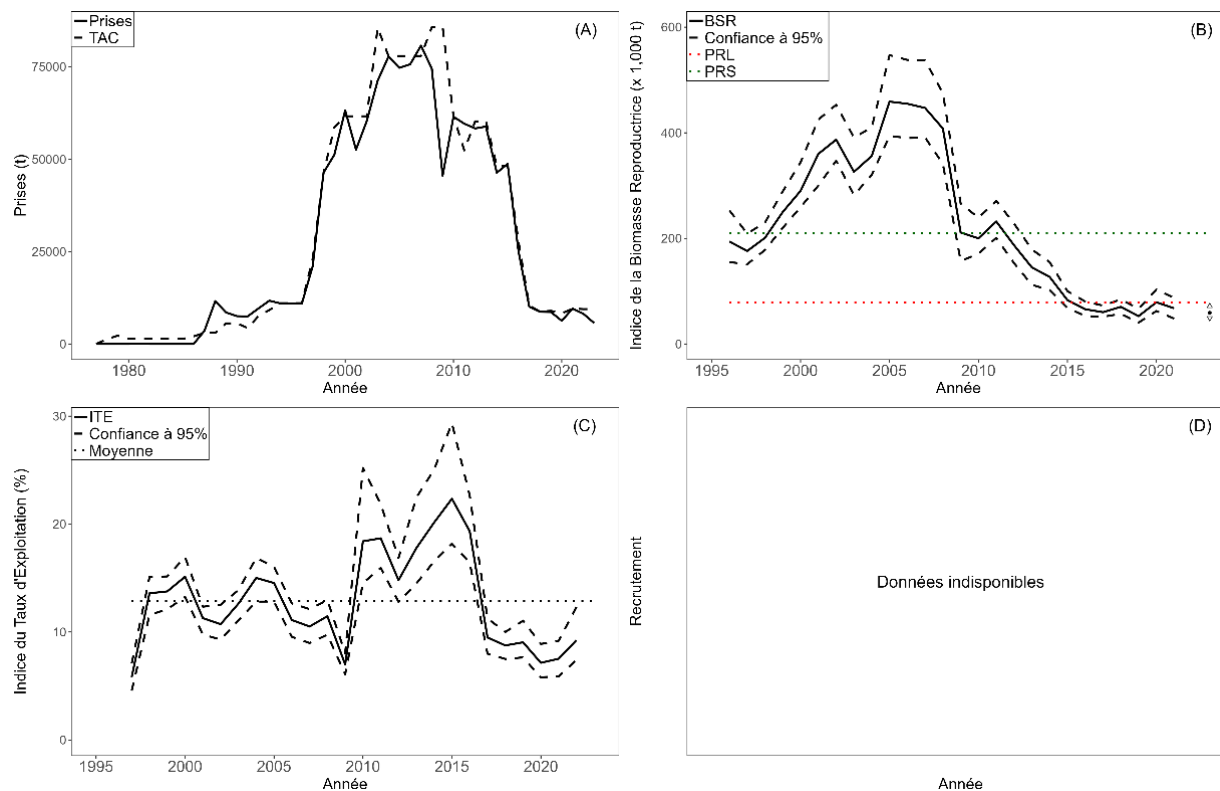 Prises
TAC
(A)
Prises (t)
75000
50000
25000
0
1980
1990
2000
2010
2020
Année
BSR
Confiance à 95%
PRL
PRS
(B)
Indice de la Biomasse Reproductrice (x 1,000 t)
600
400
200
0
1995
2000
2005
2010
2015
2020
Année
ITE
Confiance à 95%
Moyenne
(C)
Indice du Taux d'Exploitation (%)
30
20
10
0
1995
2000
2005
2010
2015
2020
Année
(D)
Recrutement
Données indisponibles
Année